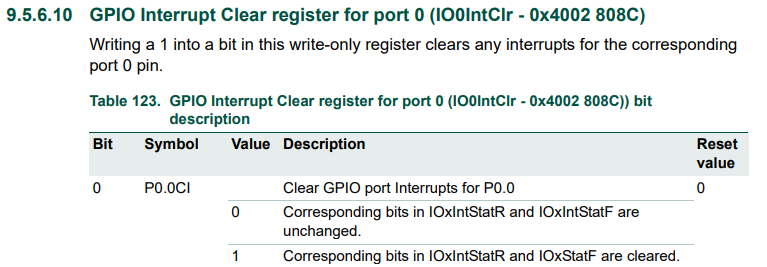 9.5.6.10 GPIO Interrupt Clear register for port 0 (IO0IntClr - 0x4002 808C)
Writing a 1 into a bit in this write-only register clears any interrupts for the corresponding
port 0 pin.
Table 123. GPIO Interrupt Clear register for port 0 (IO0IntClr - 0x4002 808C)) bit
description
Bit Symbol Value Description Reset
value
0 P0.0CI Clear GPIO port Interrupts for P0.0 0
0 Corresponding bits in IOxIntStatR and IOxIntStatF are
unchanged.
1 Corresponding bits in IOxIntStatR and IOxStatF are cleared.